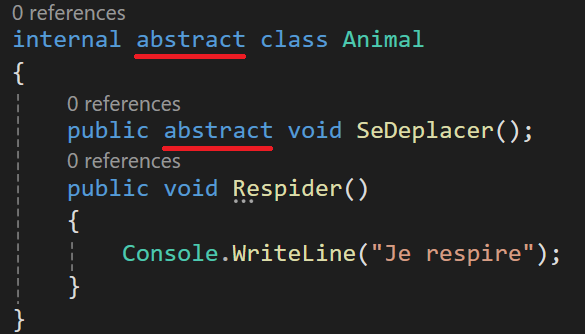 0 references
internal abstract class Animal
{
0 references
public abstract void SeDeplacer();
0 references
public void Respider()
{
Console.WriteLine("Je respire");
}
}